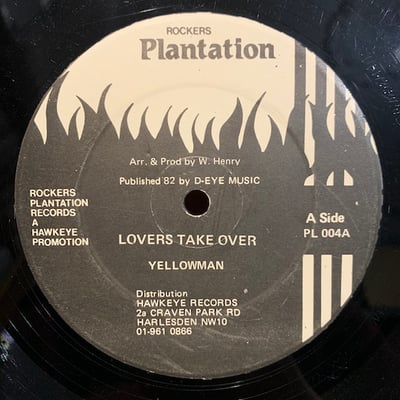 ROCKERS
Plantation
Arr. & Prod by W. Henry
Published 82 by D-EYE MUSIC
ROCKERS
PLANTATION
RECORDS
A
HAWKEYE
PROMOTION
A Side
PL 004A
LOVERS TAKE OVER
YELLOWMAN
Distribution
HAWKEYE RECORDS
2a CRAVEN PARK RD
HARLESDEN NW10
01-961 0866